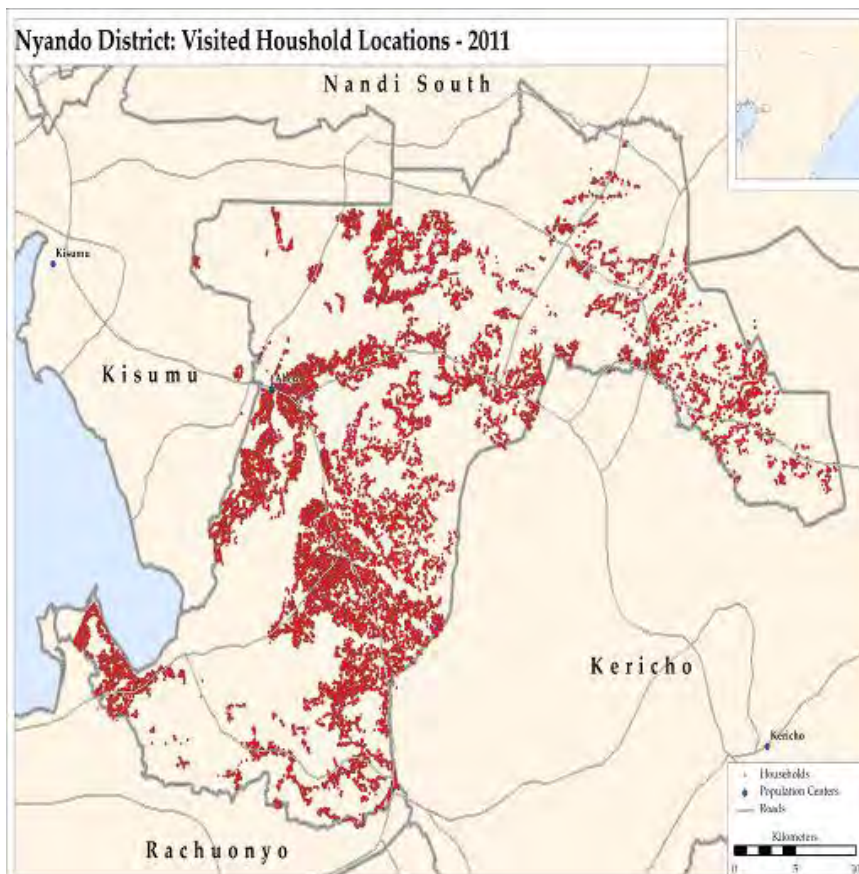 Nyando District: Visited Houshold Locations - 2011
Nandi South
Kisumu
Kisumu
Kericho
Kericho
Households
Population Centers
Roads
Kilometers
0 5 10
Rachuonyo